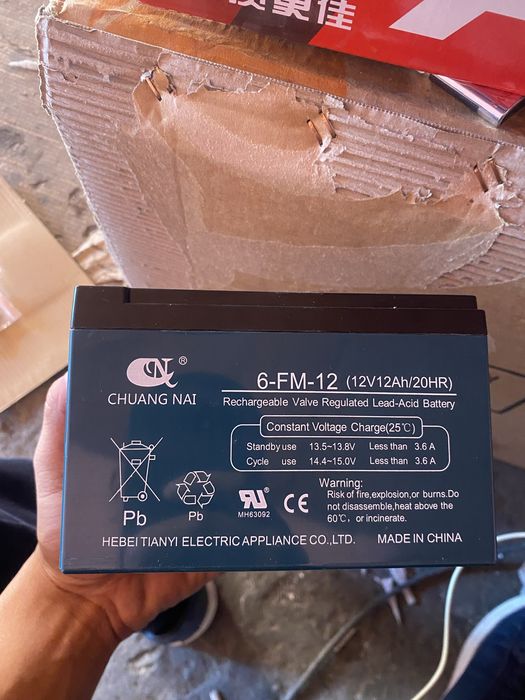 更佳
CN ®
CHUANG NAI
6-FM-12 (12V12Ah/20HR)
Rechargeable Valve Regulated Lead-Acid Battery
Constant Voltage Charge(25℃)
Standby use 13.5~13.8V Less than 3.6 A
Cycle use 14.4~15.0V Less than 3.6 A
Pb
Pb
MH63092
CE
Warning:
Risk of fire,explosion,or burns.Do
not disassemble,heat above the
60℃, or incinerate.
HEBEI TIANYI ELECTRIC APPLIANCE CO.,LTD. MADE IN CHINA